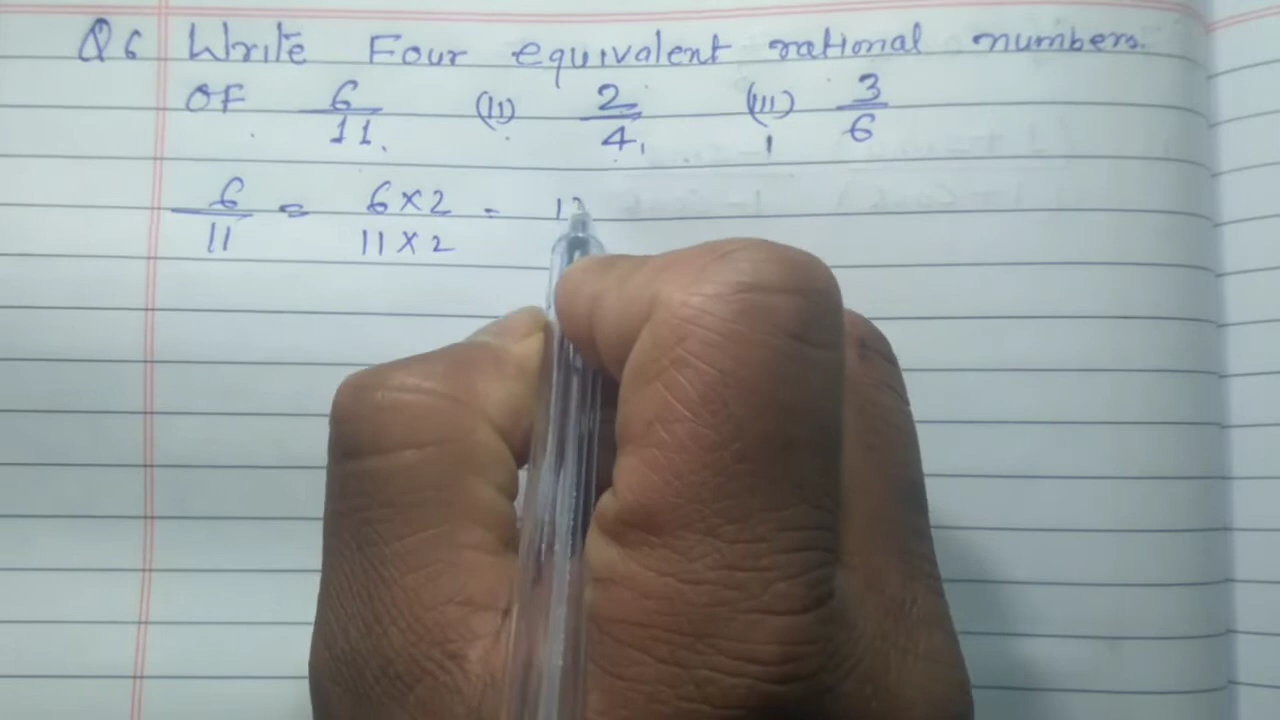 Q6 Write Four equivalent rational numbers.
OF 6/11. (II) 2/4, (III) 3/6
6/11 = 6×2/11×2 = 12